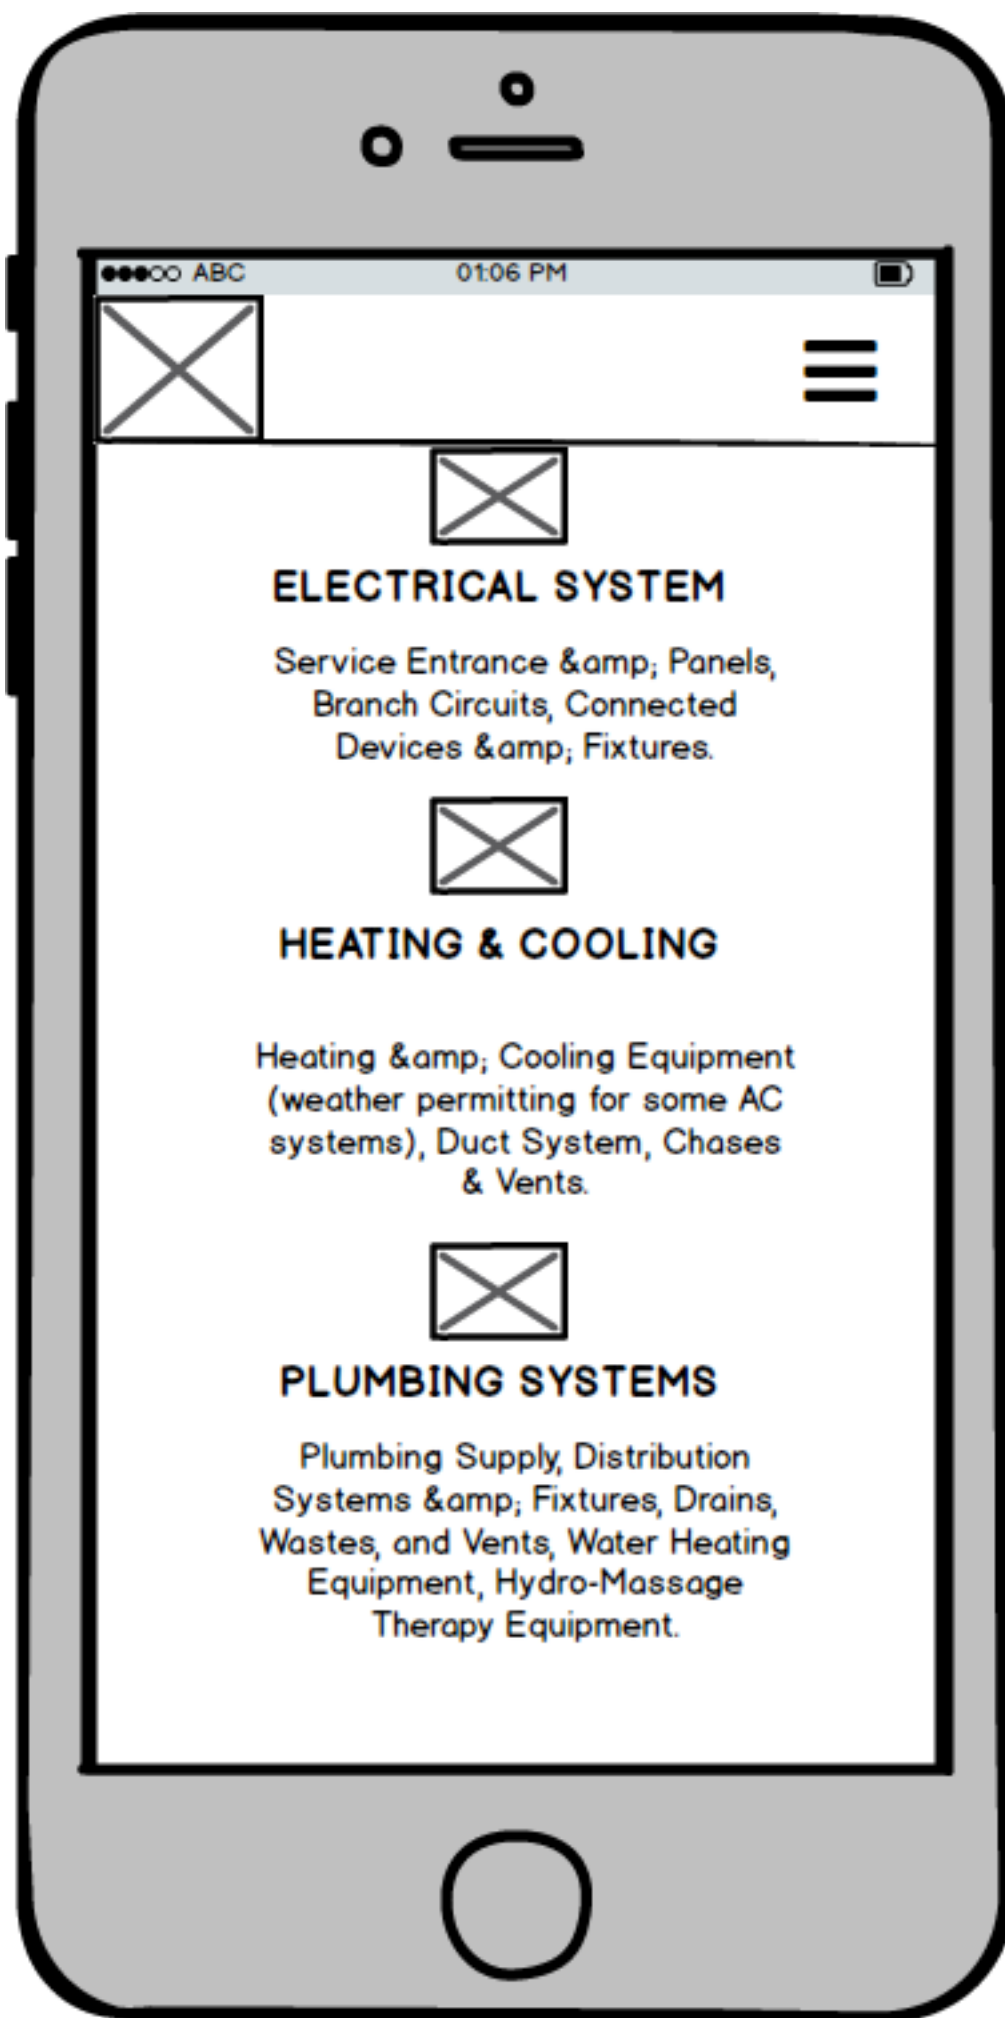 ABC 01:06 PM
ELECTRICAL SYSTEM
Service Entrance &amp; Panels,
Branch Circuits, Connected
Devices &amp; Fixtures.
HEATING & COOLING
Heating &amp; Cooling Equipment
(weather permitting for some AC
systems), Duct System, Chases
& Vents.
PLUMBING SYSTEMS
Plumbing Supply, Distribution
Systems &amp; Fixtures, Drains,
Wastes, and Vents, Water Heating
Equipment, Hydro-Massage
Therapy Equipment.